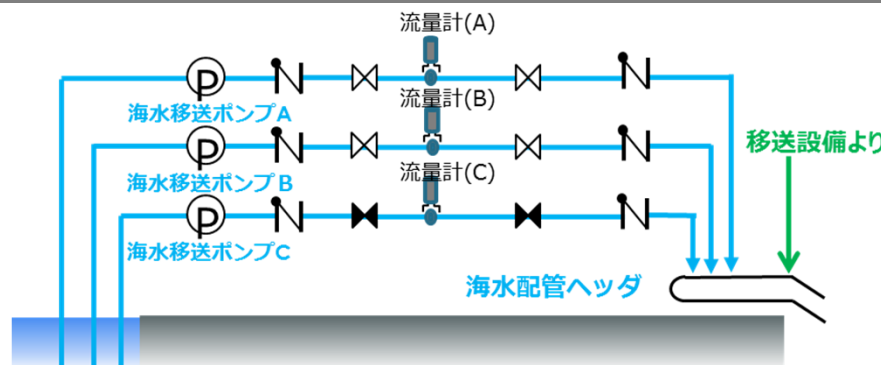 流量計(A)
P
海水移送ポンプA
流量計(B)
P
海水移送ポンプB
移送設備より
流量計(C)
P
海水移送ポンプC
海水配管ヘッダ